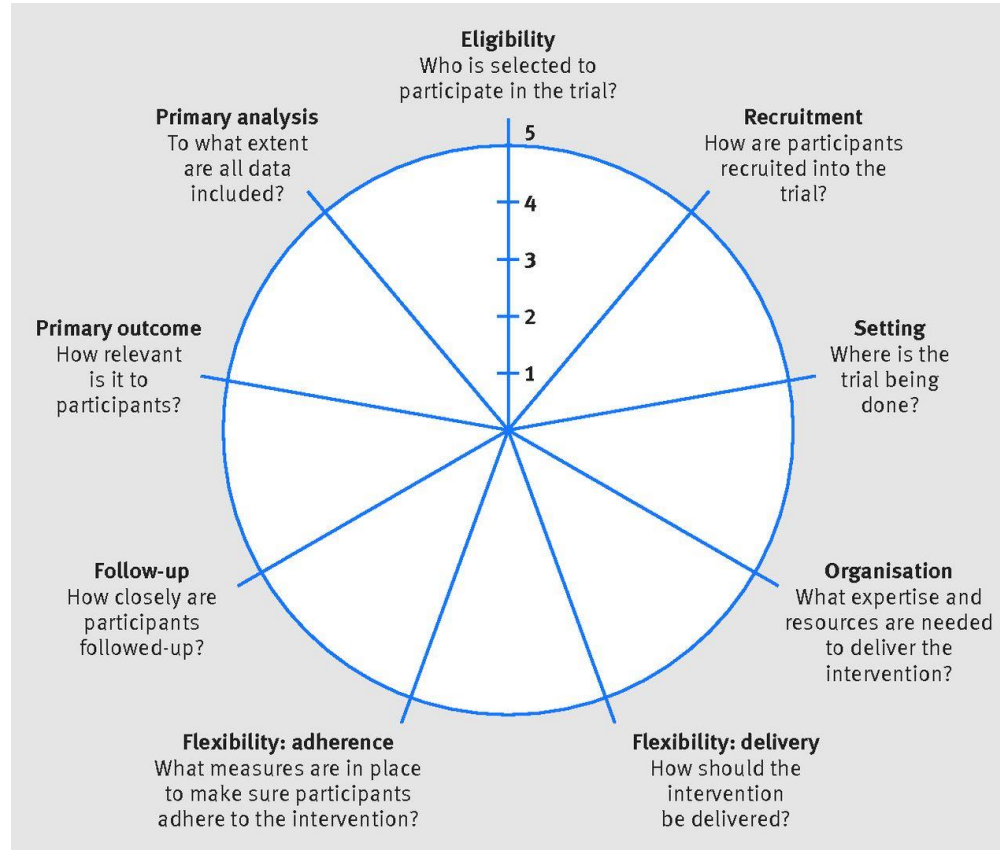 Eligibility
Who is selected to
participate in the trial?
Recruitment
How are participants
recruited into the
trial?
Setting
Where is the
trial being
done?
Organisation
What expertise and
resources are needed
to deliver the
intervention?
Flexibility: delivery
How should the
intervention
be delivered?
Flexibility: adherence
What measures are in place
to make sure participants
adhere to the intervention?
Follow-up
How closely are
participants
followed-up?
Primary outcome
How relevant
is it to
participants?
Primary analysis
To what extent
are all data
included?
5
4
3
2
1